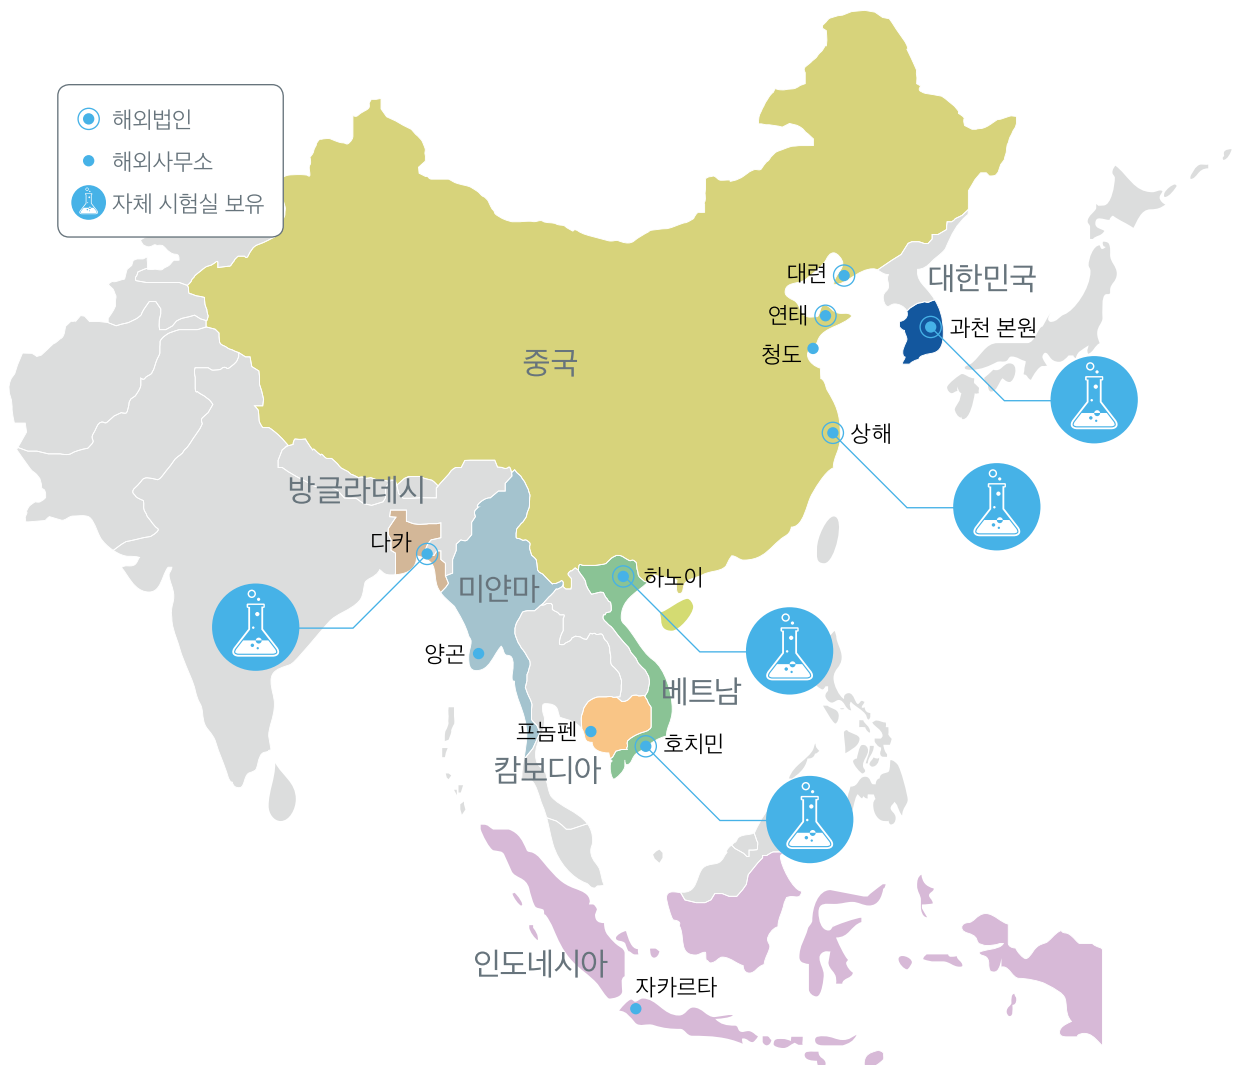 해외법인
해외사무소
자체 시험실 보유
대련
대한민국
연태
과천 본원
청도
중국
상해
방글라데시
다카
하노이
미얀마
양곤
베트남
프놈펜
호치민
캄보디아
인도네시아
자카르타